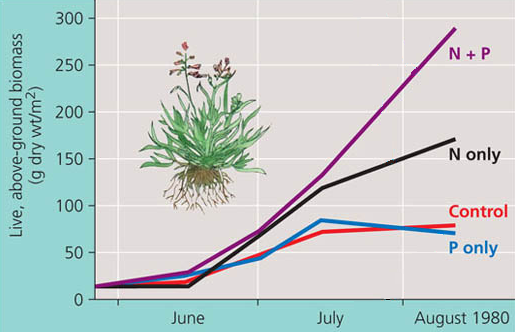 Live, above-ground biomass
(g dry wt/m²)
300
250
200
150
100
50
0
N + P
N only
Control
P only
June
July
August 1980